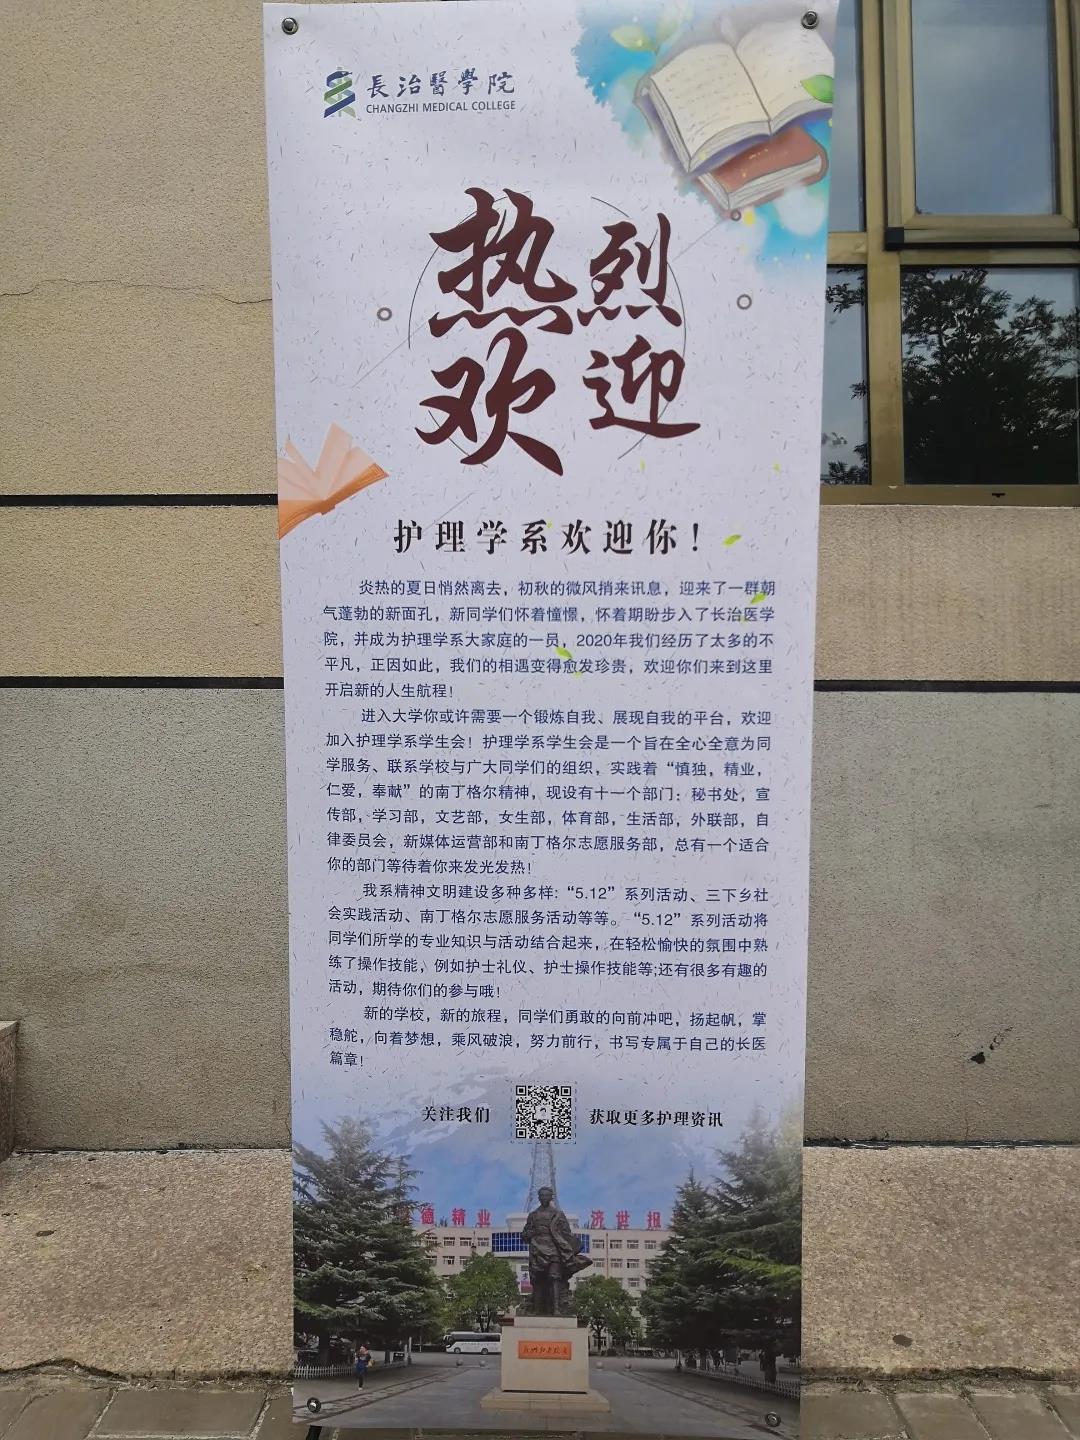 長治醫學院
CHANGZHI MEDICAL COLLEGE
热烈
欢迎
护理学系欢迎你!
炎热的夏日悄然离去，初秋的微风捎来讯息，迎来了一群朝
气蓬勃的新面孔，新同学们怀着憧憬，怀着期盼步入了长治医学
院，并成为护理学系大家庭的一员，2020年我们经历了太多的不
平凡，正因如此，我们的相遇变得愈发珍贵，欢迎你们来到这里
开启新的人生航程!
进入大学你或许需要一个锻炼自我、展现自我的平台，欢迎
加入护理学系学生会! 护理学系学生会是一个旨在全心全意为同
学服务、联系学校与广大同学们的组织，实践着“慎独，精业，
仁爱，奉献”的南丁格尔精神，现设有十一个部门：秘书处，宣
传部，学习部，文艺部，女生部，体育部，生活部，外联部，自
律委员会，新媒体运营部和南丁格尔志愿服务部，总有一个适合
你的部门等待着你来发光发热!
我系精神文明建设多种多样:“5.12”系列活动、三下乡社
会实践活动、南丁格尔志愿服务活动等等。“5.12”系列活动将
同学们所学的专业知识与活动结合起来，在轻松愉快的氛围中熟
练了操作技能，例如护士礼仪、护士操作技能等;还有很多有趣的
活动，期待你们的参与哦!
新的学校，新的旅程，同学们勇敢的向前冲吧，扬起帆，掌
稳舵，向着梦想，乘风破浪，努力前行，书写专属于自己的长医
篇章!
关注我们 获取更多护理资讯
德精业 济世报